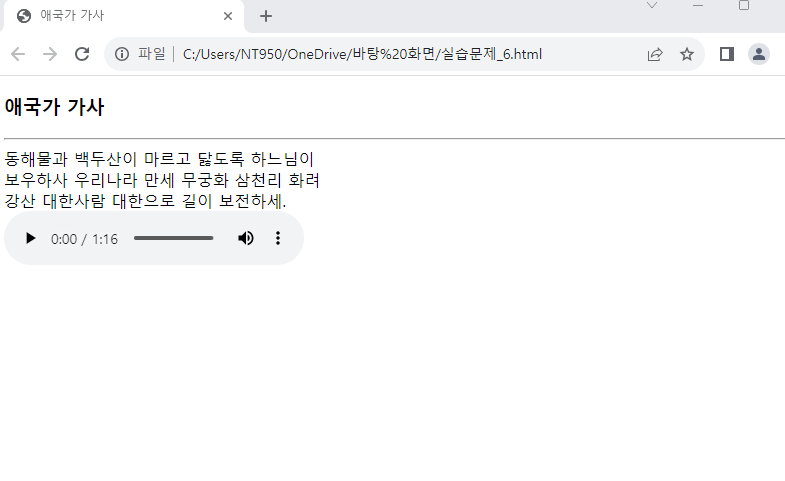 애국가 가사
파일
C:/Users/NT950/OneDrive/바탕%20화면/실습문제_6.html
애국가 가사
동해물과 백두산이 마르고 닳도록 하느님이
보우하사 우리나라 만세 무궁화 삼천리 화려
강산 대한사람 대한으로 길이 보전하세.
0:00 / 1:16